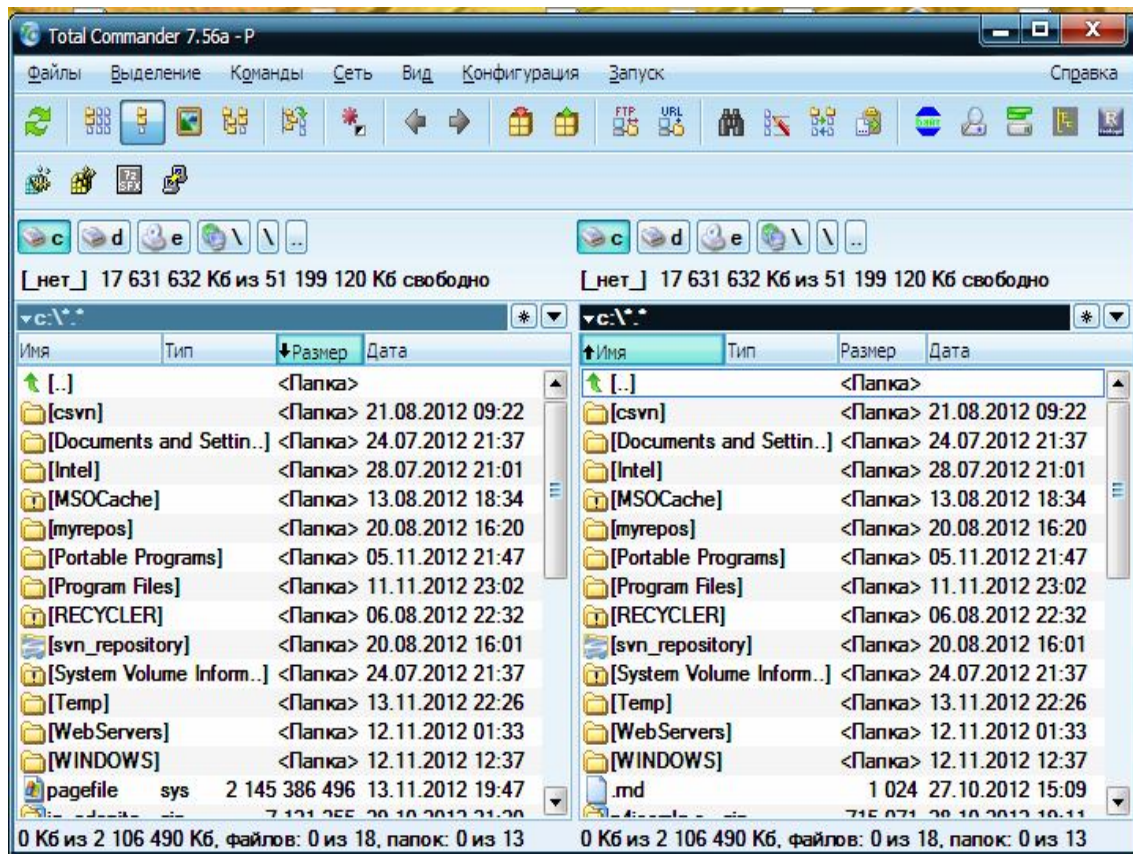 Total Commander 7.56a - P
Файлы Выделение Команды Сеть Вид Конфигурация Запуск Справка
FTP URL
7Z SFX
c d e \ \ .. c d e \ \ ..
[_нет_] 17 631 632 Кб из 51 199 120 Кб свободно [_нет_] 17 631 632 Кб из 51 199 120 Кб свободно
c:\*.* * c:\*.* *
Имя Тип Размер Дата Имя Тип Размер Дата
[..] <Папка> [..] <Папка>
[csvn] <Папка> 21.08.2012 09:22 [csvn] <Папка> 21.08.2012 09:22
[Documents and Settin..] <Папка> 24.07.2012 21:37 [Documents and Settin..] <Папка> 24.07.2012 21:37
[Intel] <Папка> 28.07.2012 21:01 [Intel] <Папка> 28.07.2012 21:01
[MSOCache] <Папка> 13.08.2012 18:34 [MSOCache] <Папка> 13.08.2012 18:34
[myrepos] <Папка> 20.08.2012 16:20 [myrepos] <Папка> 20.08.2012 16:20
[Portable Programs] <Папка> 05.11.2012 21:47 [Portable Programs] <Папка> 05.11.2012 21:47
[Program Files] <Папка> 11.11.2012 23:02 [Program Files] <Папка> 11.11.2012 23:02
[RECYCLER] <Папка> 06.08.2012 22:32 [RECYCLER] <Папка> 06.08.2012 22:32
[svn_repository] <Папка> 20.08.2012 16:01 [svn_repository] <Папка> 20.08.2012 16:01
[System Volume Inform..] <Папка> 24.07.2012 21:37 [System Volume Inform..] <Папка> 24.07.2012 21:37
[Temp] <Папка> 13.11.2012 22:26 [Temp] <Папка> 13.11.2012 22:26
[WebServers] <Папка> 12.11.2012 01:33 [WebServers] <Папка> 12.11.2012 01:33
[WINDOWS] <Папка> 12.11.2012 12:37 [WINDOWS] <Папка> 12.11.2012 12:37
pagefile sys 2 145 386 496 13.11.2012 19:47 .rnd 1 024 27.10.2012 15:09
0 Кб из 2 106 490 Кб, файлов: 0 из 18, папок: 0 из 13 0 Кб из 2 106 490 Кб, файлов: 0 из 18, папок: 0 из 13